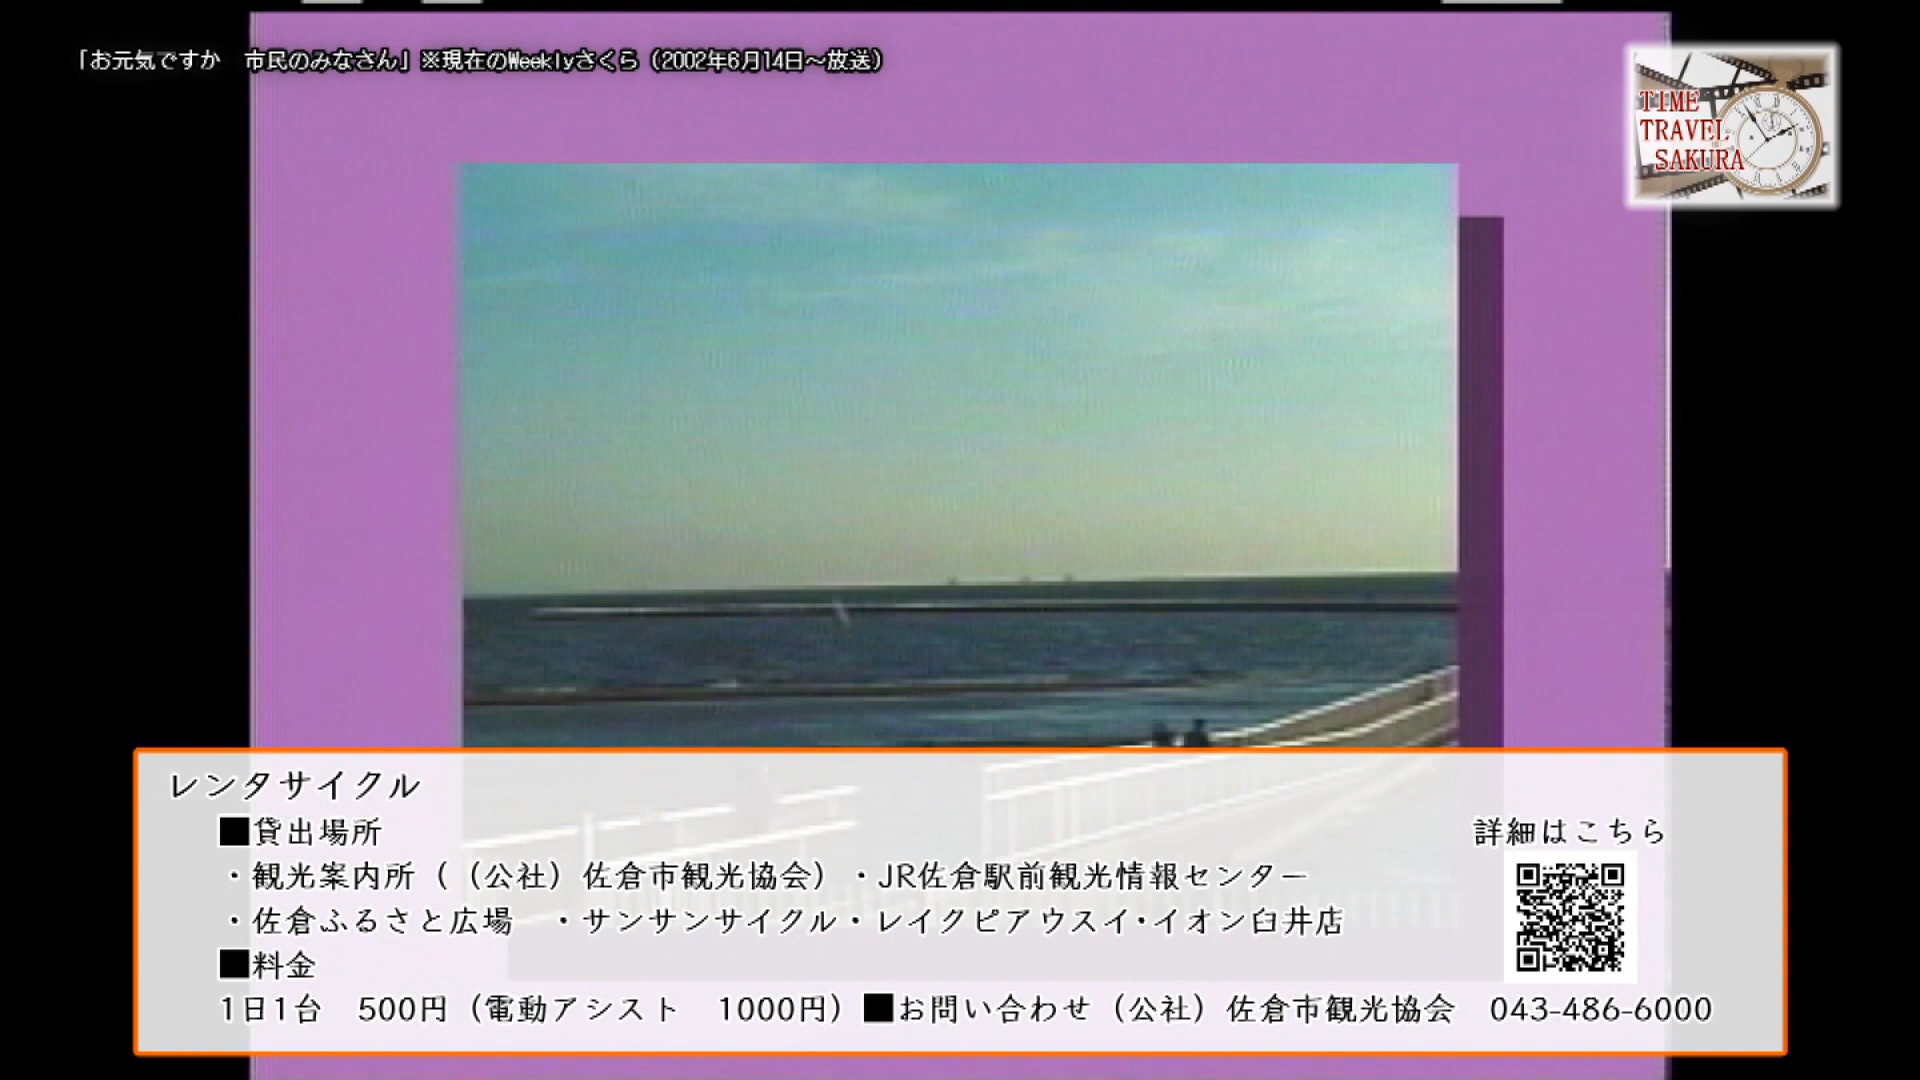 「お元気ですか　市民のみなさん」※現在のWeeklyさくら（2002年6月14日～放送）
TIME
TRAVEL
SAKURA
レンタサイクル
■貸出場所
詳細はこちら
・観光案内所（（公社）佐倉市観光協会）・JR佐倉駅前観光情報センター
・佐倉ふるさと広場　・サンサンサイクル・レイクピアウスイ・イオン臼井店
■料金
1日1台　500円（電動アシスト　1000円）■お問い合わせ（公社）佐倉市観光協会　043-486-6000